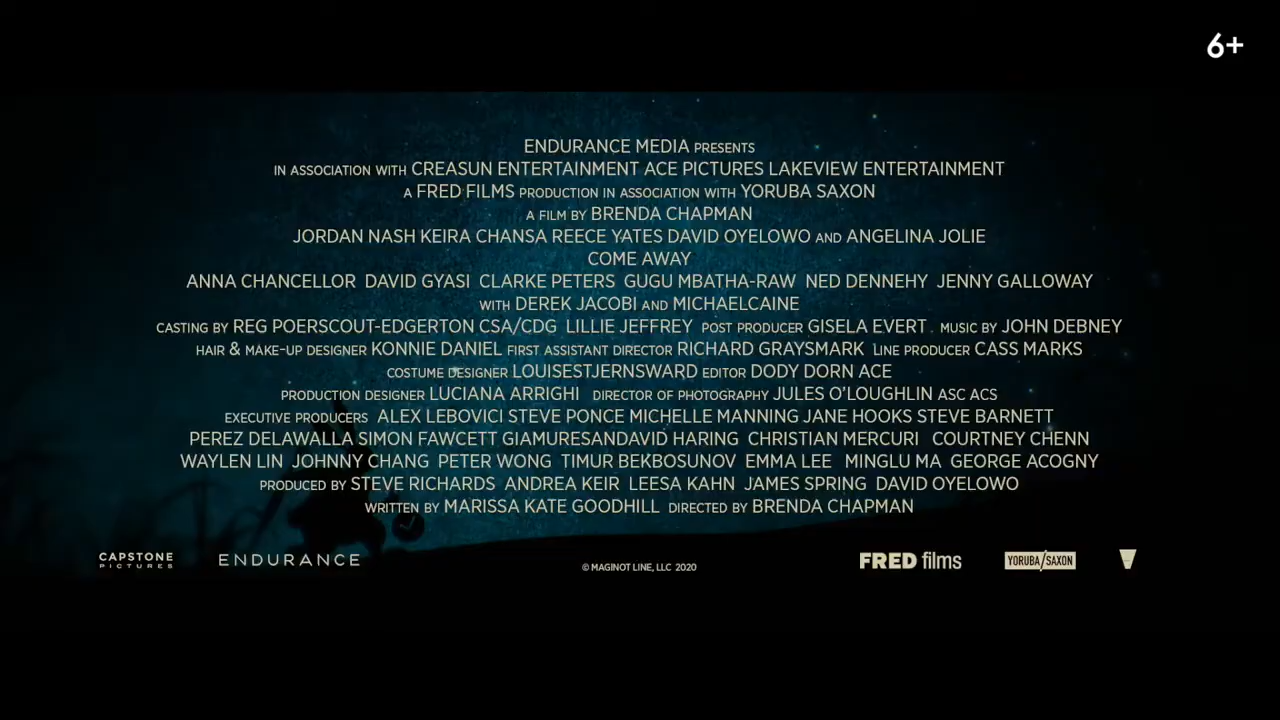 6+
ENDURANCE MEDIA PRESENTS
IN ASSOCIATION WITH CREASUN ENTERTAINMENT ACE PICTURES LAKEVIEW ENTERTAINMENT
A FRED FILMS PRODUCTION IN ASSOCIATION WITH YORUBA SAXON
A FILM BY BRENDA CHAPMAN
JORDAN NASH KEIRA CHANSA REECE YATES DAVID OYELOWO AND ANGELINA JOLIE
COME AWAY
ANNA CHANCELLOR DAVID GYASI CLARKE PETERS GUGU MBATHA-RAW NED DENNEHY JENNY GALLOWAY
WITH DEREK JACOBI AND MICHAELCAINE
CASTING BY REG POERSCOUT-EDGERTON CSA/CDG LILLIE JEFFREY POST PRODUCER GISELA EVERT MUSIC BY JOHN DEBNEY
HAIR & MAKE-UP DESIGNER KONNIE DANIEL FIRST ASSISTANT DIRECTOR RICHARD GRAYSMARK LINE PRODUCER CASS MARKS
COSTUME DESIGNER LOUISESTJERNSWARD EDITOR DODY DORN ACE
PRODUCTION DESIGNER LUCIANA ARRIGHI DIRECTOR OF PHOTOGRAPHY JULES O'LOUGHLIN ASC ACS
EXECUTIVE PRODUCERS ALEX LEBOVICI STEVE PONCE MICHELLE MANNING JANE HOOKS STEVE BARNETT
PEREZ DELAWALLA SIMON FAWCETT GIAMURESANDAVID HARING CHRISTIAN MERCURI COURTNEY CHENN
WAYLEN LIN JOHNNY CHANG PETER WONG TIMUR BEKBOSUNOV EMMA LEE MINGLU MA GEORGE ACOGNY
PRODUCED BY STEVE RICHARDS ANDREA KEIR LEESA KAHN JAMES SPRING DAVID OYELOWO
WRITTEN BY MARISSA KATE GOODHILL DIRECTED BY BRENDA CHAPMAN
CAPSTONE
PICTURES
ENDURANCE
© MAGINOT LINE, LLC 2020
FRED films
YORUBA/SAXON